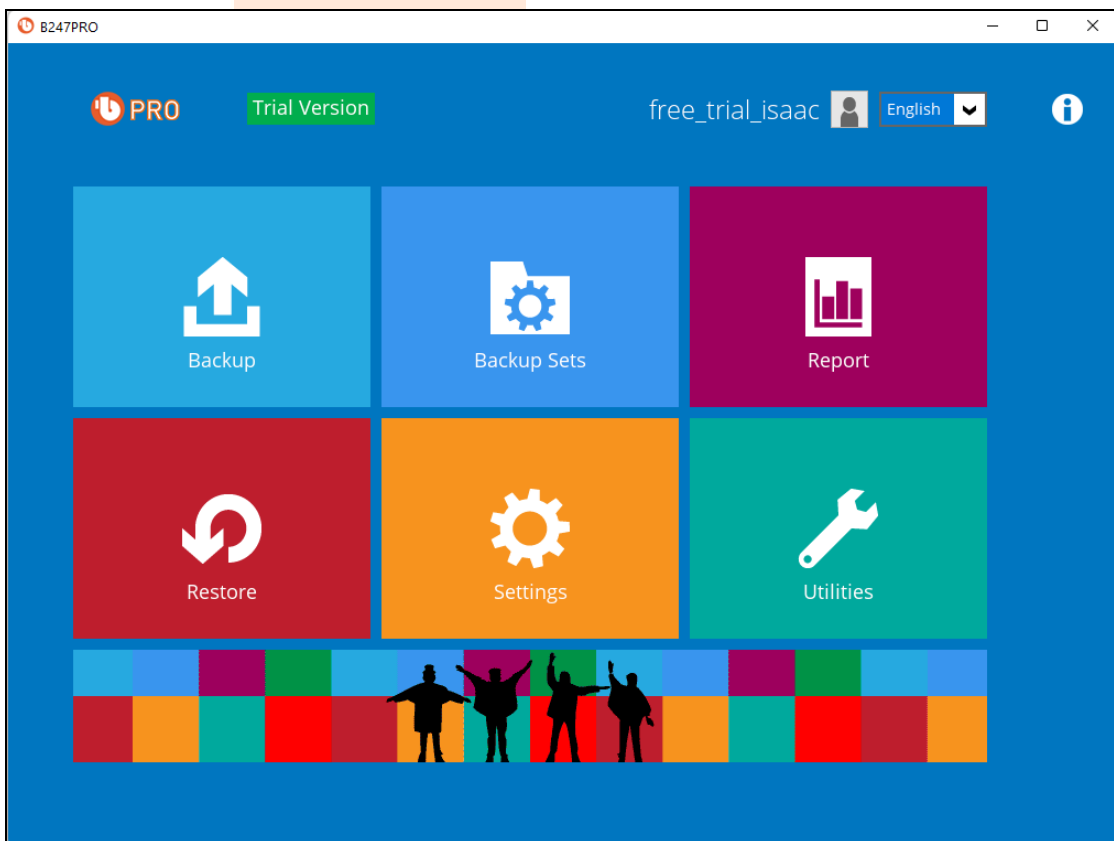 B247PRO
PRO Trial Version free_trial_isaac English
Backup Backup Sets Report
Restore Settings Utilities